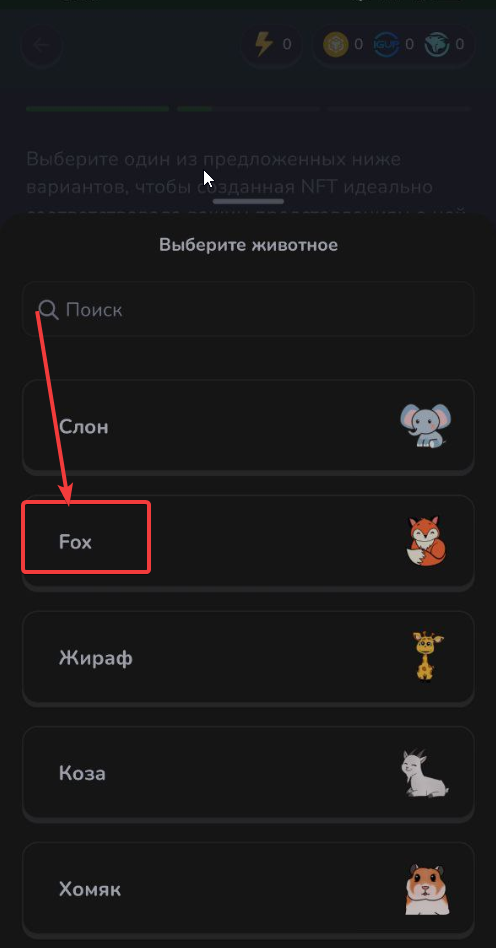 0 0 IGUP 0 0
Выберите один из предложенных ниже
вариантов, чтобы созданная NFT идеально
Выберите животное
Поиск
Слон
Fox
Жираф
Коза
Хомяк